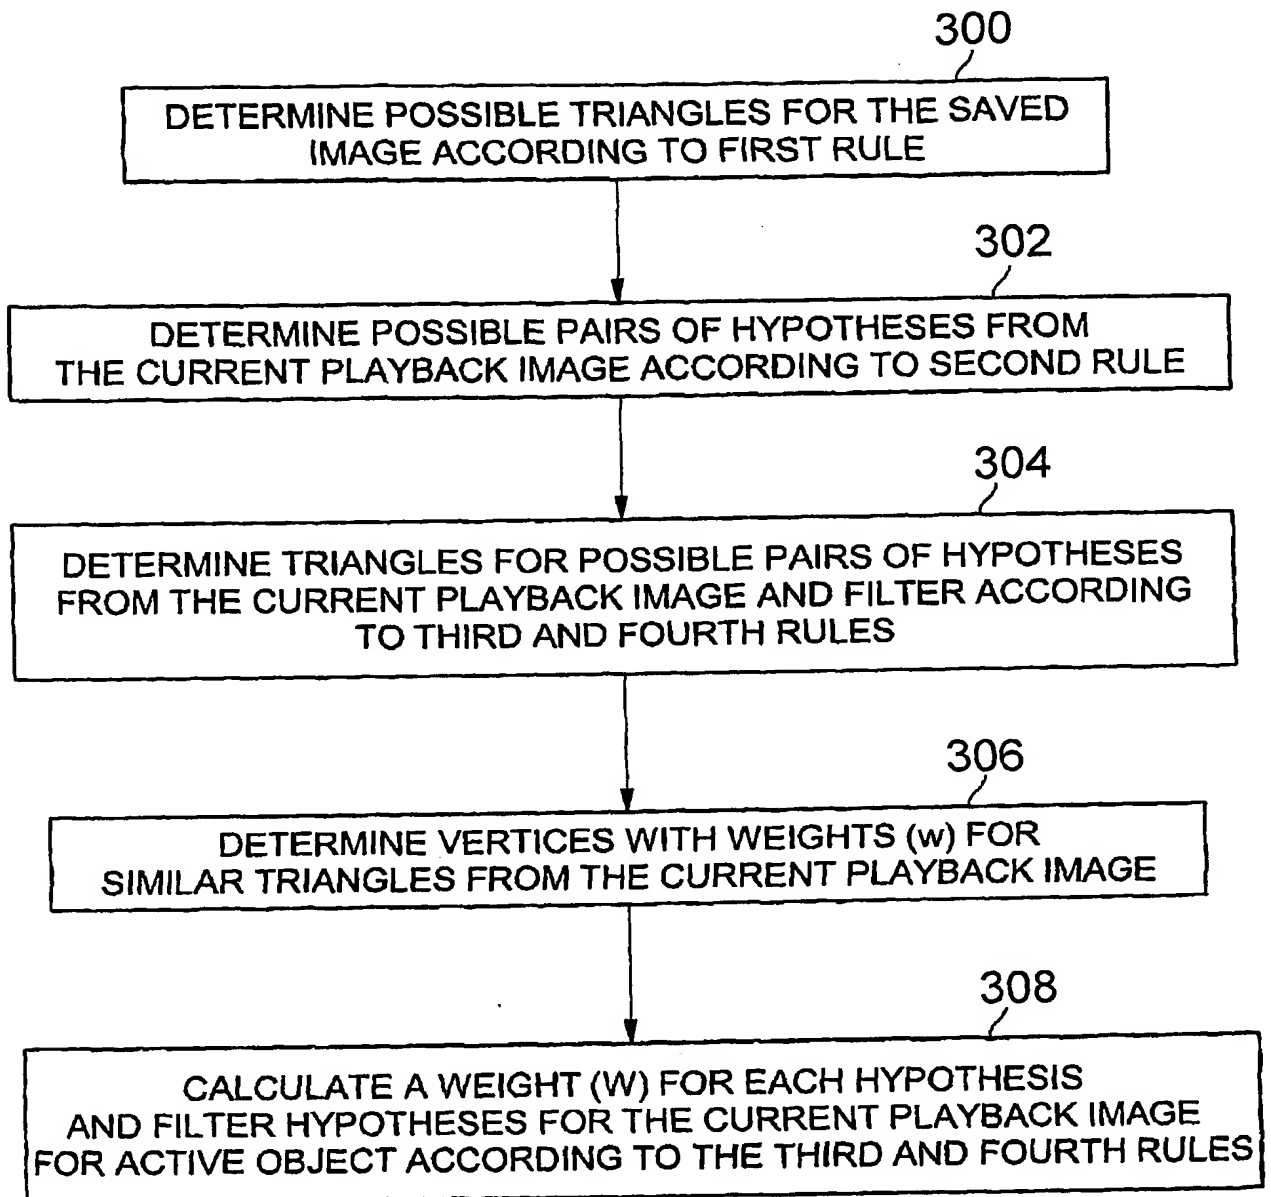 300
DETERMINE POSSIBLE TRIANGLES FOR THE SAVED
IMAGE ACCORDING TO FIRST RULE
302
DETERMINE POSSIBLE PAIRS OF HYPOTHESES FROM
THE CURRENT PLAYBACK IMAGE ACCORDING TO SECOND RULE
304
DETERMINE TRIANGLES FOR POSSIBLE PAIRS OF HYPOTHESES
FROM THE CURRENT PLAYBACK IMAGE AND FILTER ACCORDING
TO THIRD AND FOURTH RULES
306
DETERMINE VERTICES WITH WEIGHTS (w) FOR
SIMILAR TRIANGLES FROM THE CURRENT PLAYBACK IMAGE
308
CALCULATE A WEIGHT (W) FOR EACH HYPOTHESIS
AND FILTER HYPOTHESES FOR THE CURRENT PLAYBACK IMAGE
FOR ACTIVE OBJECT ACCORDING TO THE THIRD AND FOURTH RULES